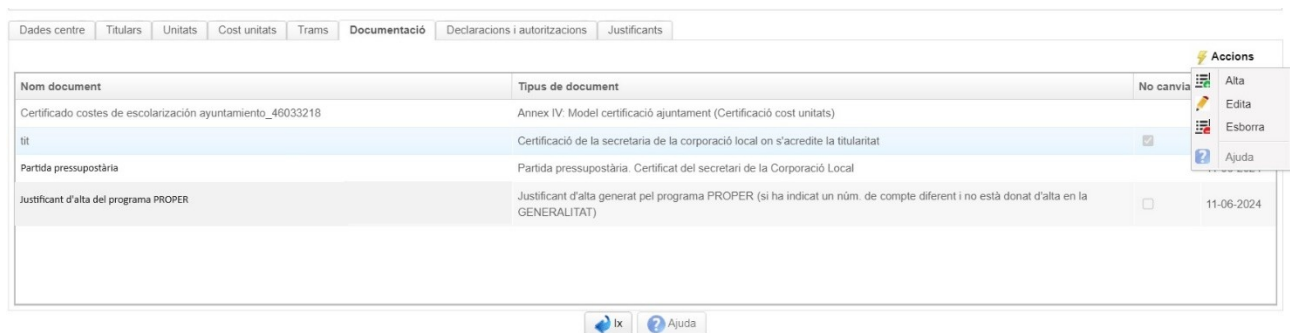 Dades centre Titulars Unitats Cost unitats Trams Documentació Declaracions i autoritzacions Justificants
Accions
Nom document Tipus de document No canvia
Alta
Edita
Esborra
Ajuda
Certificado costes de escolarización ayuntamiento_46033218 Annex IV: Model certificació ajuntament (Certificació cost unitats)
tit Certificació de la secretaria de la corporació local on s'acredite la titularitat
Partida pressupostària Partida pressupostària. Certificat del secretari de la Corporació Local
Justificant d'alta del programa PROPER Justificant d'alta generat pel programa PROPER (si ha indicat un núm. de compte diferent i no està donat d'alta en la
GENERALITAT) 11-06-2024
Ix Ajuda